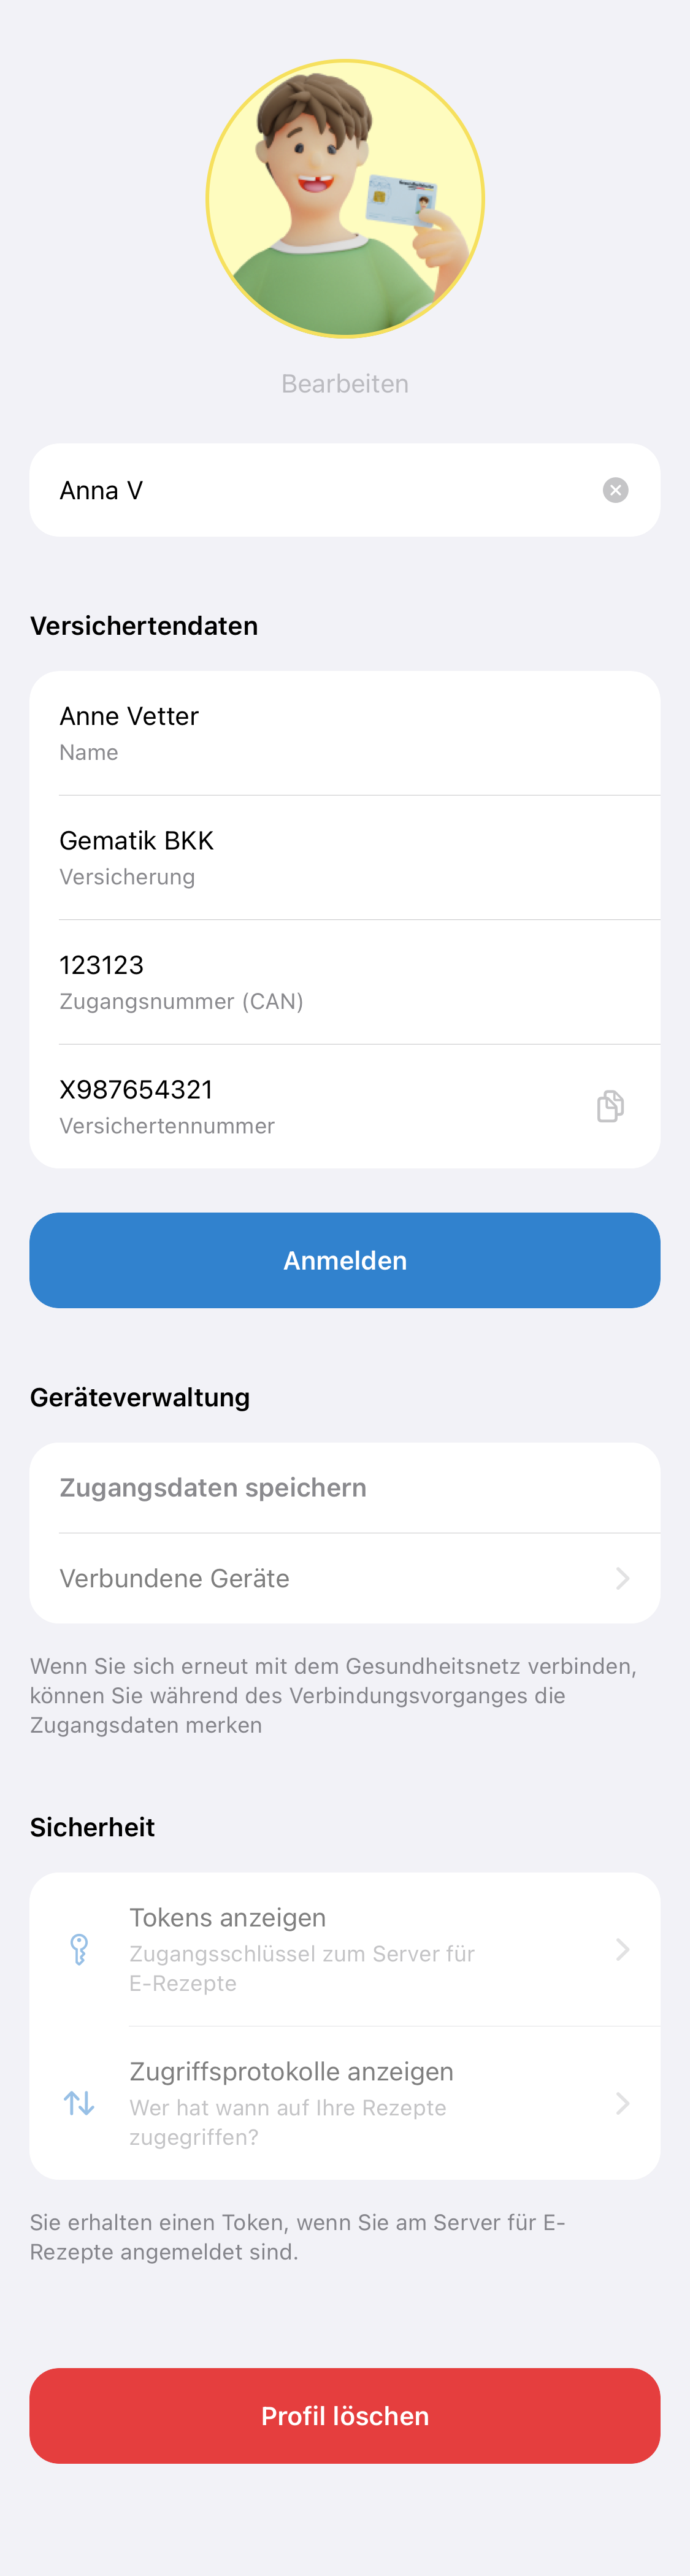 Bearbeiten
Anna V
Versichertendaten
Anne Vetter
Name
Gematik BKK
Versicherung
123123
Zugangsnummer (CAN)
X987654321
Versichertennummer
Anmelden
Geräteverwaltung
Zugangsdaten speichern
Verbundene Geräte
Wenn Sie sich erneut mit dem Gesundheitsnetz verbinden,
können Sie während des Verbindungsvorganges die
Zugangsdaten merken
Sicherheit
Tokens anzeigen
Zugangsschlüssel zum Server für
E-Rezepte
Zugriffsprotokolle anzeigen
Wer hat wann auf Ihre Rezepte
zugegriffen?
Sie erhalten einen Token, wenn Sie am Server für E-
Rezepte angemeldet sind.
Profil löschen